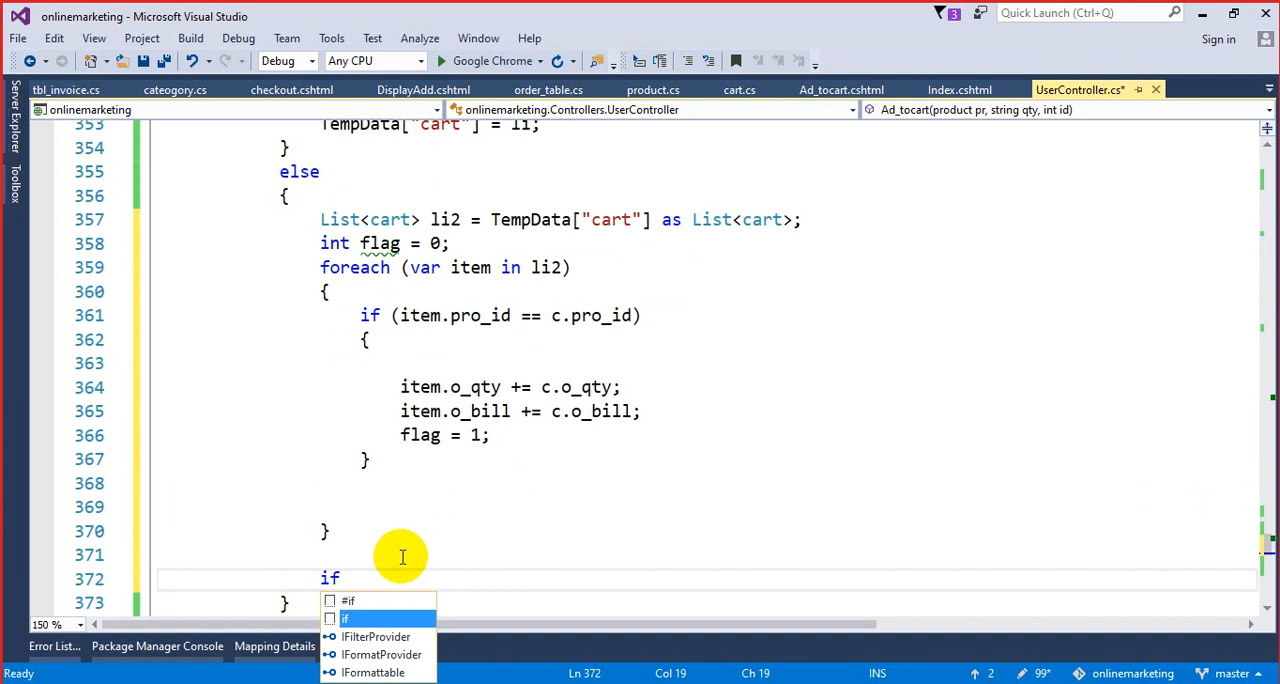 onlinemarketing - Microsoft Visual Studio
3
Quick Launch (Ctrl+Q)
File Edit View Project Build Debug Team Tools Test Analyze Window Help
Sign in
Debug Any CPU Google Chrome
tbl_invoice.cs cateogory.cs checkout.cshtml DisplayAdd.cshtml order_table.cs product.cs cart.cs Ad_tocart.cshtml Index.cshtml UserController.cs*
onlinemarketing onlinemarketing.Controllers.UserController Ad_tocart(product pr, string qty, int id)
Server Explorer
Toolbox
353 TempData["cart"] = li;
354 }
355 else
356 {
357 List<cart> li2 = TempData["cart"] as List<cart>;
358 int flag = 0;
359 foreach (var item in li2)
360 {
361 if (item.pro_id == c.pro_id)
362 {
363
364 item.o_qty += c.o_qty;
365 item.o_bill += c.o_bill;
366 flag = 1;
367 }
368
369
370 }
371
372 if
373 }
#if
if
IFilterProvider
IFormatProvider
IFormattable
150 %
Error List... Package Manager Console Mapping Details
Ready Ln 372 Col 19 Ch 19 INS 2 99* onlinemarketing master